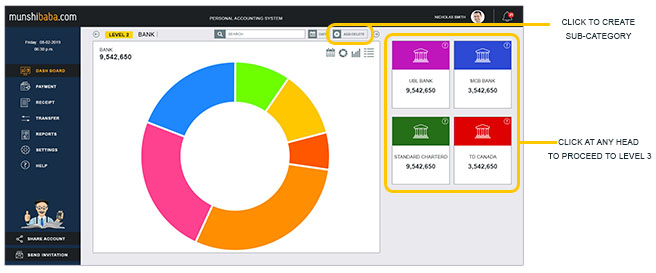 munshibaba.com
PERSONAL ACCOUNTING SYSTEM
NICHOLAS SMITH
CLICK TO CREATE
SUB-CATEGORY
Friday 08-02-2019
06:30 p.m.
LEVEL 2
BANK
SEARCH
DATE
ADD/DELETE
BANK
9,542,650
DASH BOARD
PAYMENT
RECEIPT
TRANSFER
REPORTS
SETTINGS
HELP
SHARE ACCOUNT
SEND INVITATION
UBL BANK
9,542,650
MCB BANK
3,542,650
STANDARD CHARTERD
9,542,650
TD CANADA
3,542,650
CLICK AT ANY HEAD
TO PROCEED TO LEVEL 3